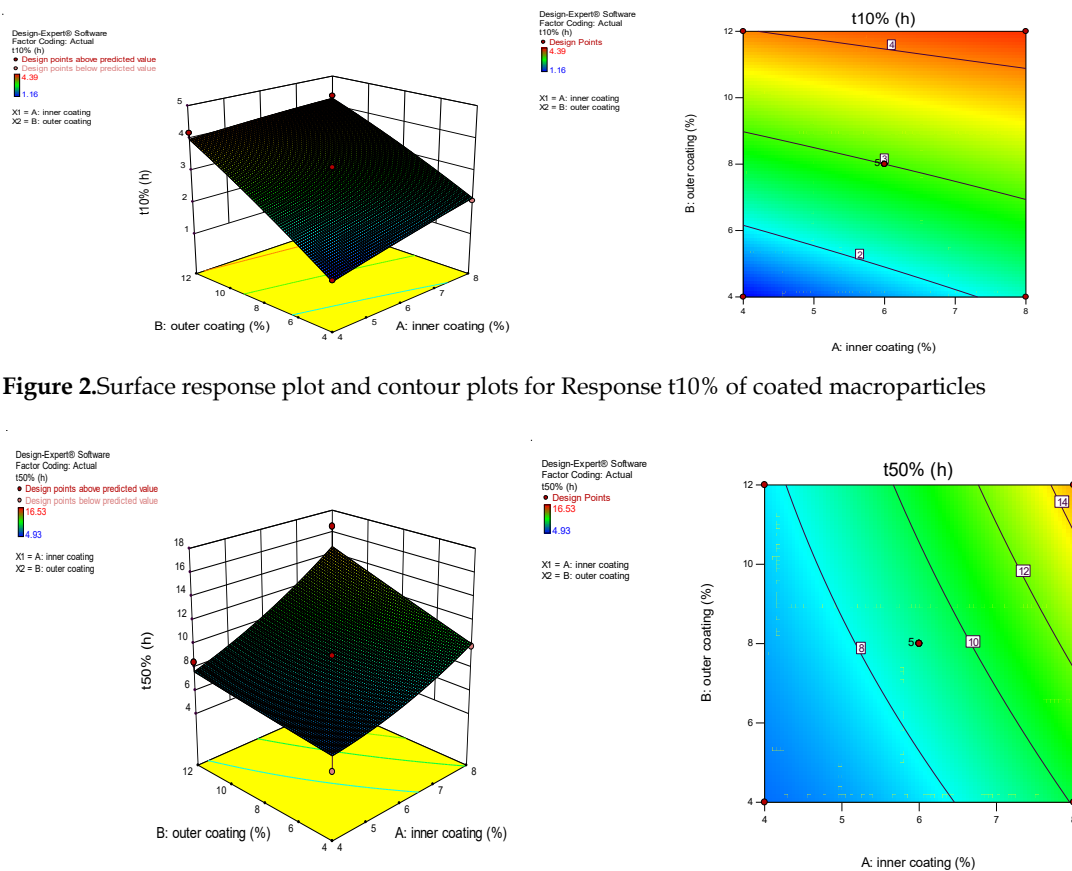 Design-Expert® Software
Factor Coding: Actual
t10% (h)
Design points above predicted value
Design points below predicted value
4.39
1.16
X1 = A: inner coating
X2 = B: outer coating
5
4
3
2
1
t10% (h)
12
10
8
6
4
B: outer coating (%)
4
5
6
7
8
A: inner coating (%)
Design-Expert® Software
Factor Coding: Actual
t10% (h)
Design Points
4.39
1.16
X1 = A: inner coating
X2 = B: outer coating
t10% (h)
12
10
8
6
4
B: outer coating (%)
4
3
5
2
4
5
6
7
8
A: inner coating (%)
Figure 2.Surface response plot and contour plots for Response t10% of coated macroparticles
Design-Expert® Software
Factor Coding: Actual
t50% (h)
Design points above predicted value
Design points below predicted value
16.53
4.93
X1 = A: inner coating
X2 = B: outer coating
18
16
14
12
10
8
6
4
t50% (h)
12
10
8
6
4
B: outer coating (%)
4
5
6
7
8
A: inner coating (%)
Design-Expert® Software
Factor Coding: Actual
t50% (h)
Design Points
16.53
4.93
X1 = A: inner coating
X2 = B: outer coating
t50% (h)
12
10
8
6
4
B: outer coating (%)
14
12
10
8
5
4
5
6
7
8
A: inner coating (%)